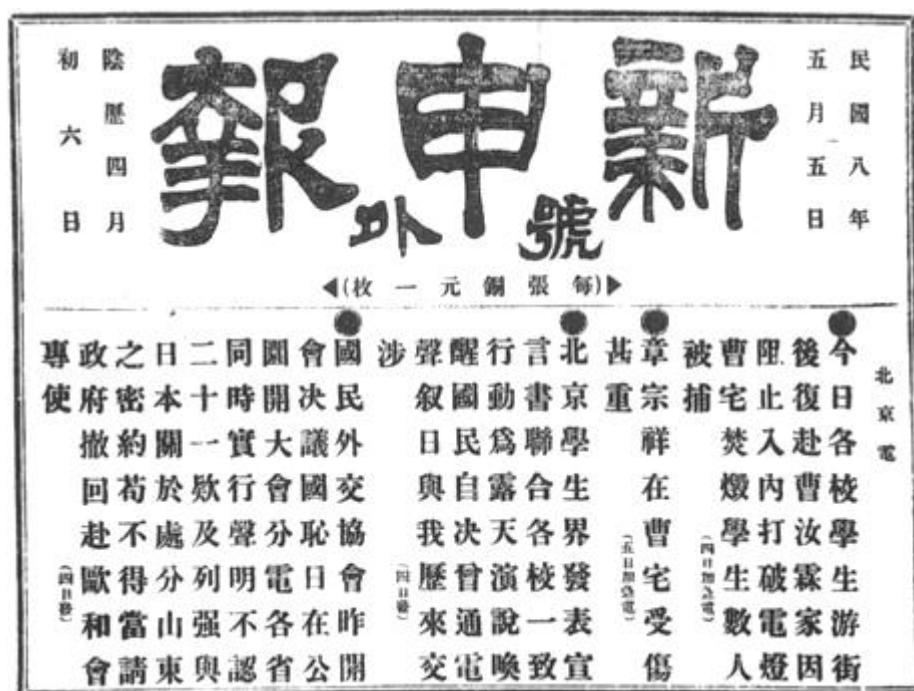 民國八年
五月五日
新申報
號外
陰歷四月
初六日
(每張銅元一枚)
北京電
●今日各校學生游街
後復赴曹汝霖家因
阻止入內打破電燈
曹宅焚燬學生數人
被捕(四日加急電)
●章宗祥在曹宅受傷
甚重(五日加急電)
●北京學生界發表宣
言書聯合各校一致
行動爲露天演說喚
醒國民自决曾通電
聲叙日與我歷來交
涉(四日發)
●國民外交協會昨開
會决議國恥日在公
園開大會分電各省
同時實行聲明不認
二十一欵及列强與
日本關於處分山東
之密約苟不得當請
政府撤回赴歐和會
專使(四日發)